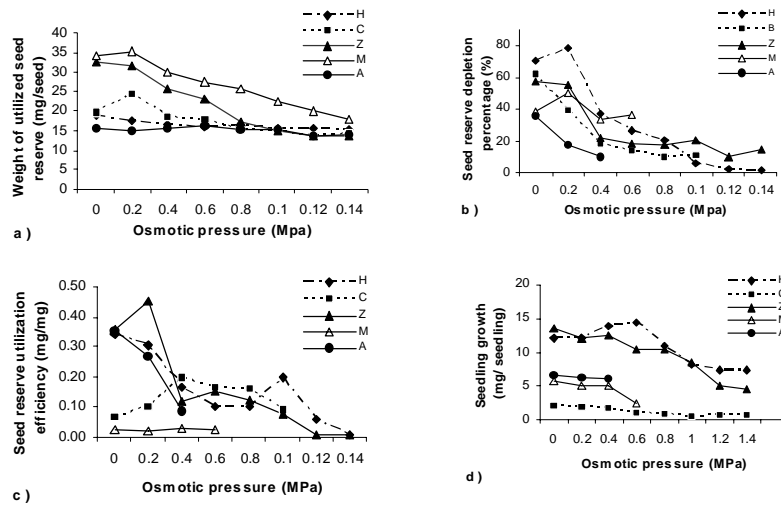 H
C
Z
M
A
Weight of utilized seed
reserve (mg/seed)
40
35
30
25
20
15
10
5
0
0 0.2 0.4 0.6 0.8 0.1 0.12 0.14
Osmotic pressure (Mpa)
a )
H
B
Z
M
A
Seed reserve depletion
percentage (%)
80
60
40
20
0
0 0.2 0.4 0.6 0.8 0.1 0.12 0.14
Osmotic pressure (Mpa)
b )
H
C
Z
M
A
Seed reserve utilization
efficiency (mg/mg)
0.50
0.40
0.30
0.20
0.10
0.00
0 0.2 0.4 0.6 0.8 0.1 0.12 0.14
Osmotic pressure (MPa)
c )
Z
A
Seedling growth
(mg/ seedling)
20
15
10
5
0
0 0.2 0.4 0.6 0.8 1 1.2 1.4
Osmotic pressure (MPa)
d )